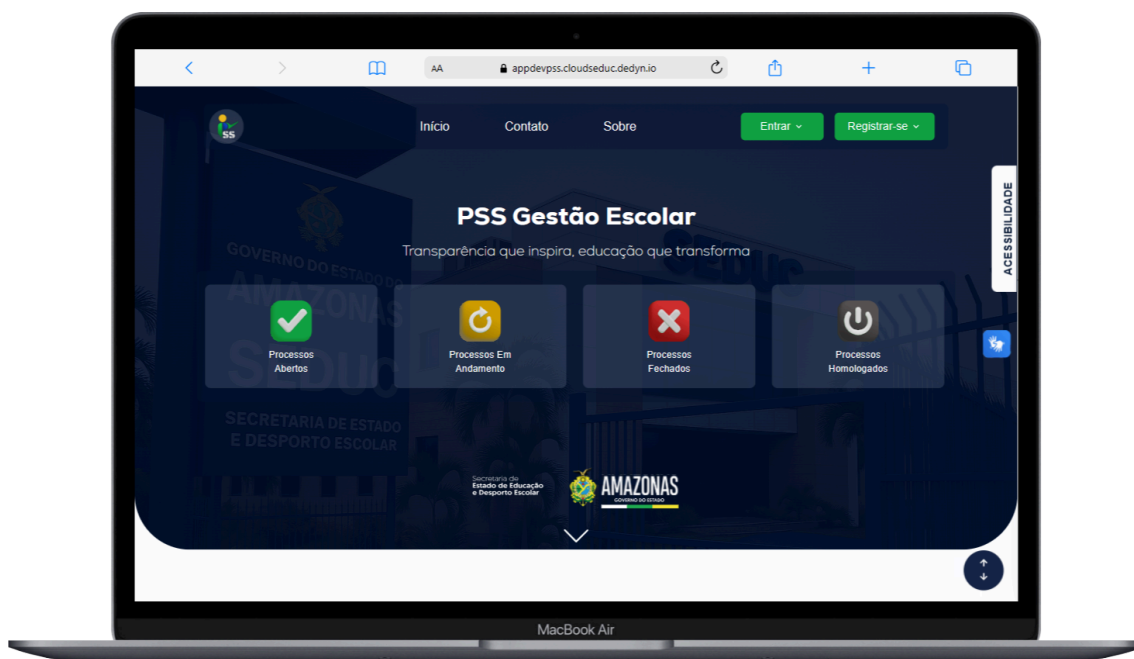 AA
appdevpss.cloudseduc.dedyn.io
SS
Início
Contato
Sobre
Entrar
Registrar-se
ACESSIBILIDADE
PSS Gestão Escolar
Transparência que inspira, educação que transforma
GOVERNO DO ESTADO DO
AMAZONAS
SEDUC
SECRETARIA DE ESTADO
E DESPORTO ESCOLAR
SEDUC
Processos
Abertos
Processos Em
Andamento
Processos
Fechados
Processos
Homologados
Secretaria de
Estado de Educação
e Desporto Escolar
AMAZONAS
GOVERNO DO ESTADO
MacBook Air